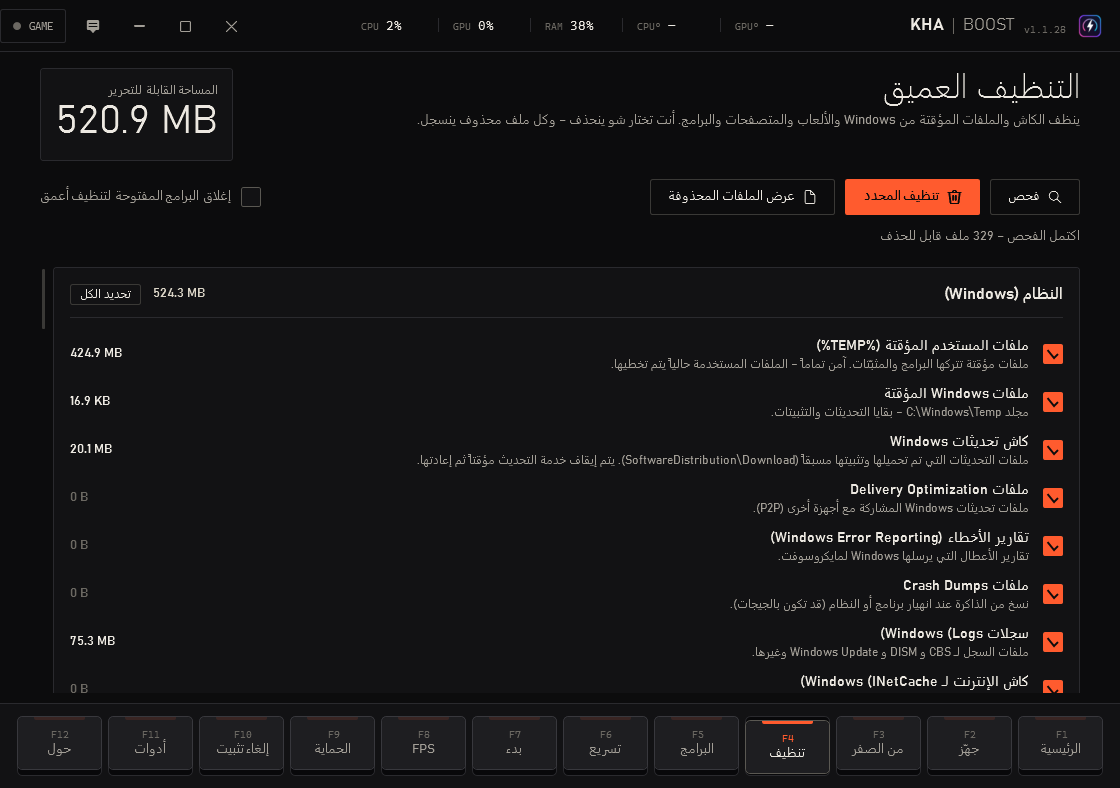 KHA | BOOST v1.1.28
CPU 2% GPU 0% RAM 38% CPU° — GPU° —
GAME
التنظيف العميق
ينظف الكاش والملفات المؤقتة من Windows والألعاب والمتصفحات والبرامج. أنت تختار شو ينحذف – وكل ملف محذوف ينسجل.
المساحة القابلة للتحرير
520.9 MB
فحص
تنظيف المحدد
عرض الملفات المحذوفة
إغلاق البرامج المفتوحة لتنظيف أعمق
اكتمل الفحص – 329 ملف قابل للحذف
النظام (Windows)
524.3 MB
تحديد الكل
ملفات المستخدم المؤقتة (%TEMP%)
424.9 MB
ملفات مؤقتة تتركها البرامج والمثبّتات. آمن تماماً – الملفات المستخدمة حالياً يتم تخطيها.
ملفات Windows المؤقتة
16.9 KB
مجلد C:\Windows\Temp – بقايا التحديثات والتثبيتات.
كاش تحديثات Windows
20.1 MB
ملفات التحديثات التي تم تحميلها وتثبيتها مسبقاً (SoftwareDistribution\Download). يتم إيقاف خدمة التحديث مؤقتاً ثم إعادتها.
ملفات Delivery Optimization
0 B
ملفات تحديثات Windows المشاركة مع أجهزة أخرى (P2P).
تقارير الأخطاء (Windows Error Reporting)
0 B
تقارير الأعطال التي يرسلها Windows لمايكروسوفت.
ملفات Crash Dumps
0 B
نسخ من الذاكرة عند انهيار برنامج أو النظام (قد تكون بالجيجات).
سجلات Windows (Logs)
75.3 MB
ملفات السجل لـ CBS و DISM و Windows Update وغيرها.
كاش الإنترنت لـ Windows (INetCache)
0 B
F1 الرئيسية
F2 جهّز
F3 من الصفر
F4 تنظيف
F5 البرامج
F6 تسريع
F7 بدء
F8 FPS
F9 الحماية
F10 إلغاء تثبيت
F11 أدوات
F12 حول